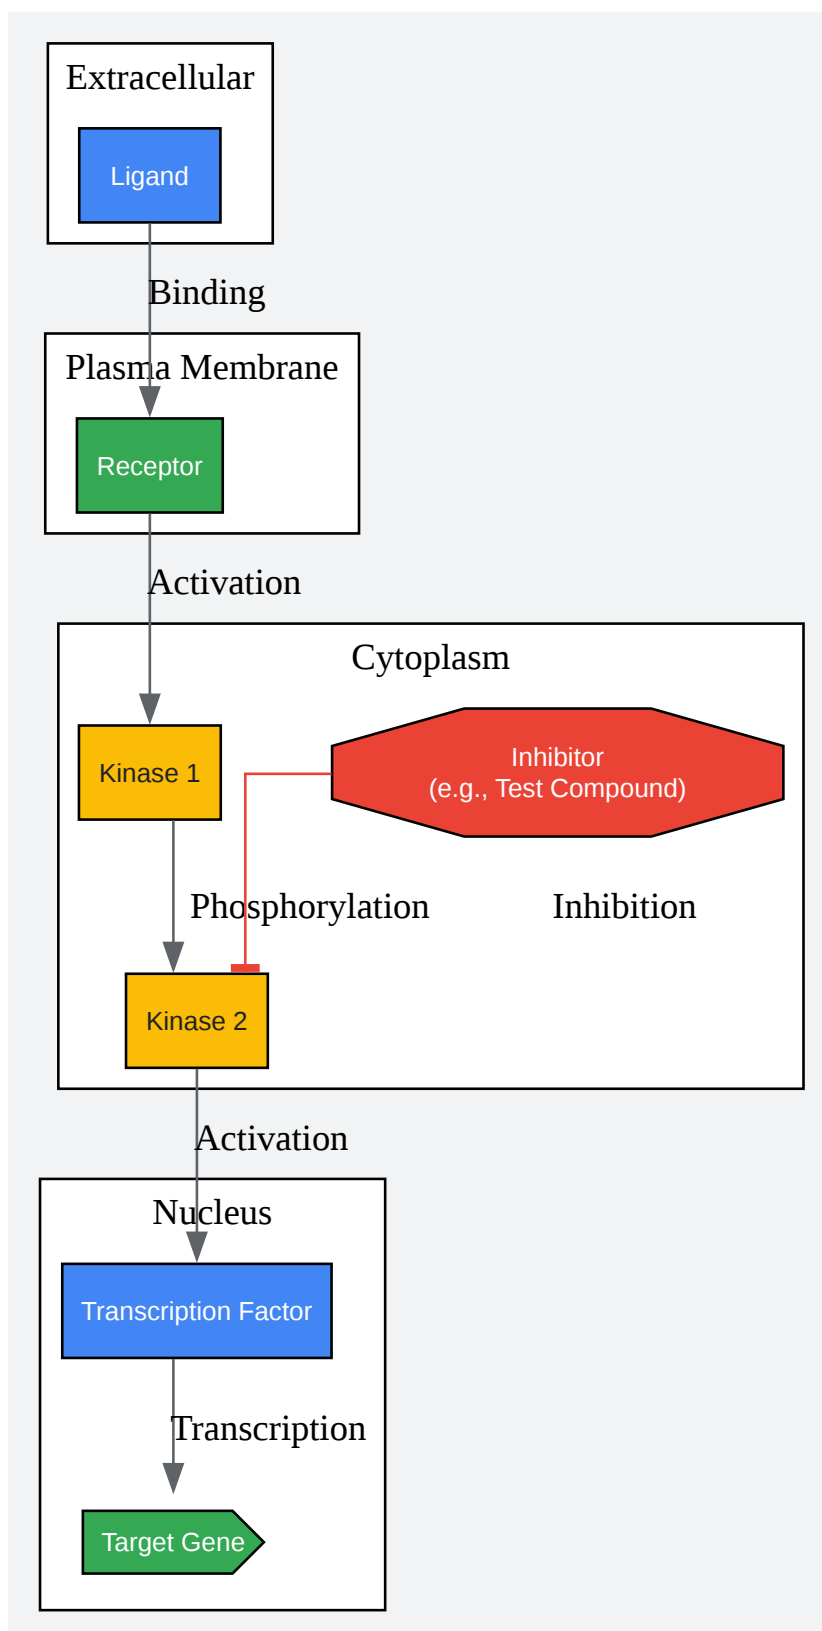 Extracellular
Ligand
Binding
Plasma Membrane
Receptor
Activation
Cytoplasm
Kinase 1
Inhibitor
(e.g., Test Compound)
Phosphorylation
Inhibition
Kinase 2
Activation
Nucleus
Transcription Factor
Transcription
Target Gene